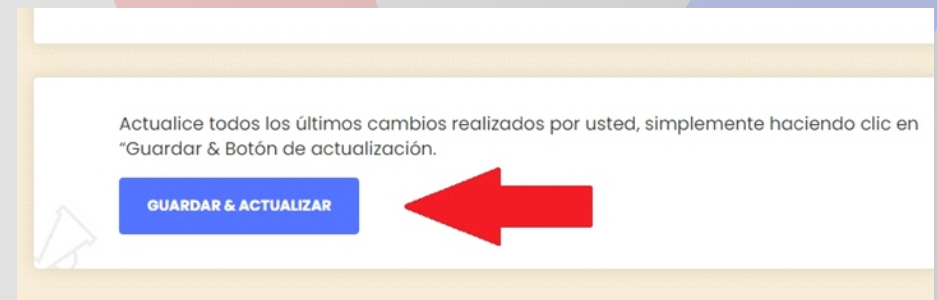 Actualice todos los últimos cambios realizados por usted, simplemente haciendo clic en
“Guardar & Botón de actualización.
GUARDAR & ACTUALIZAR